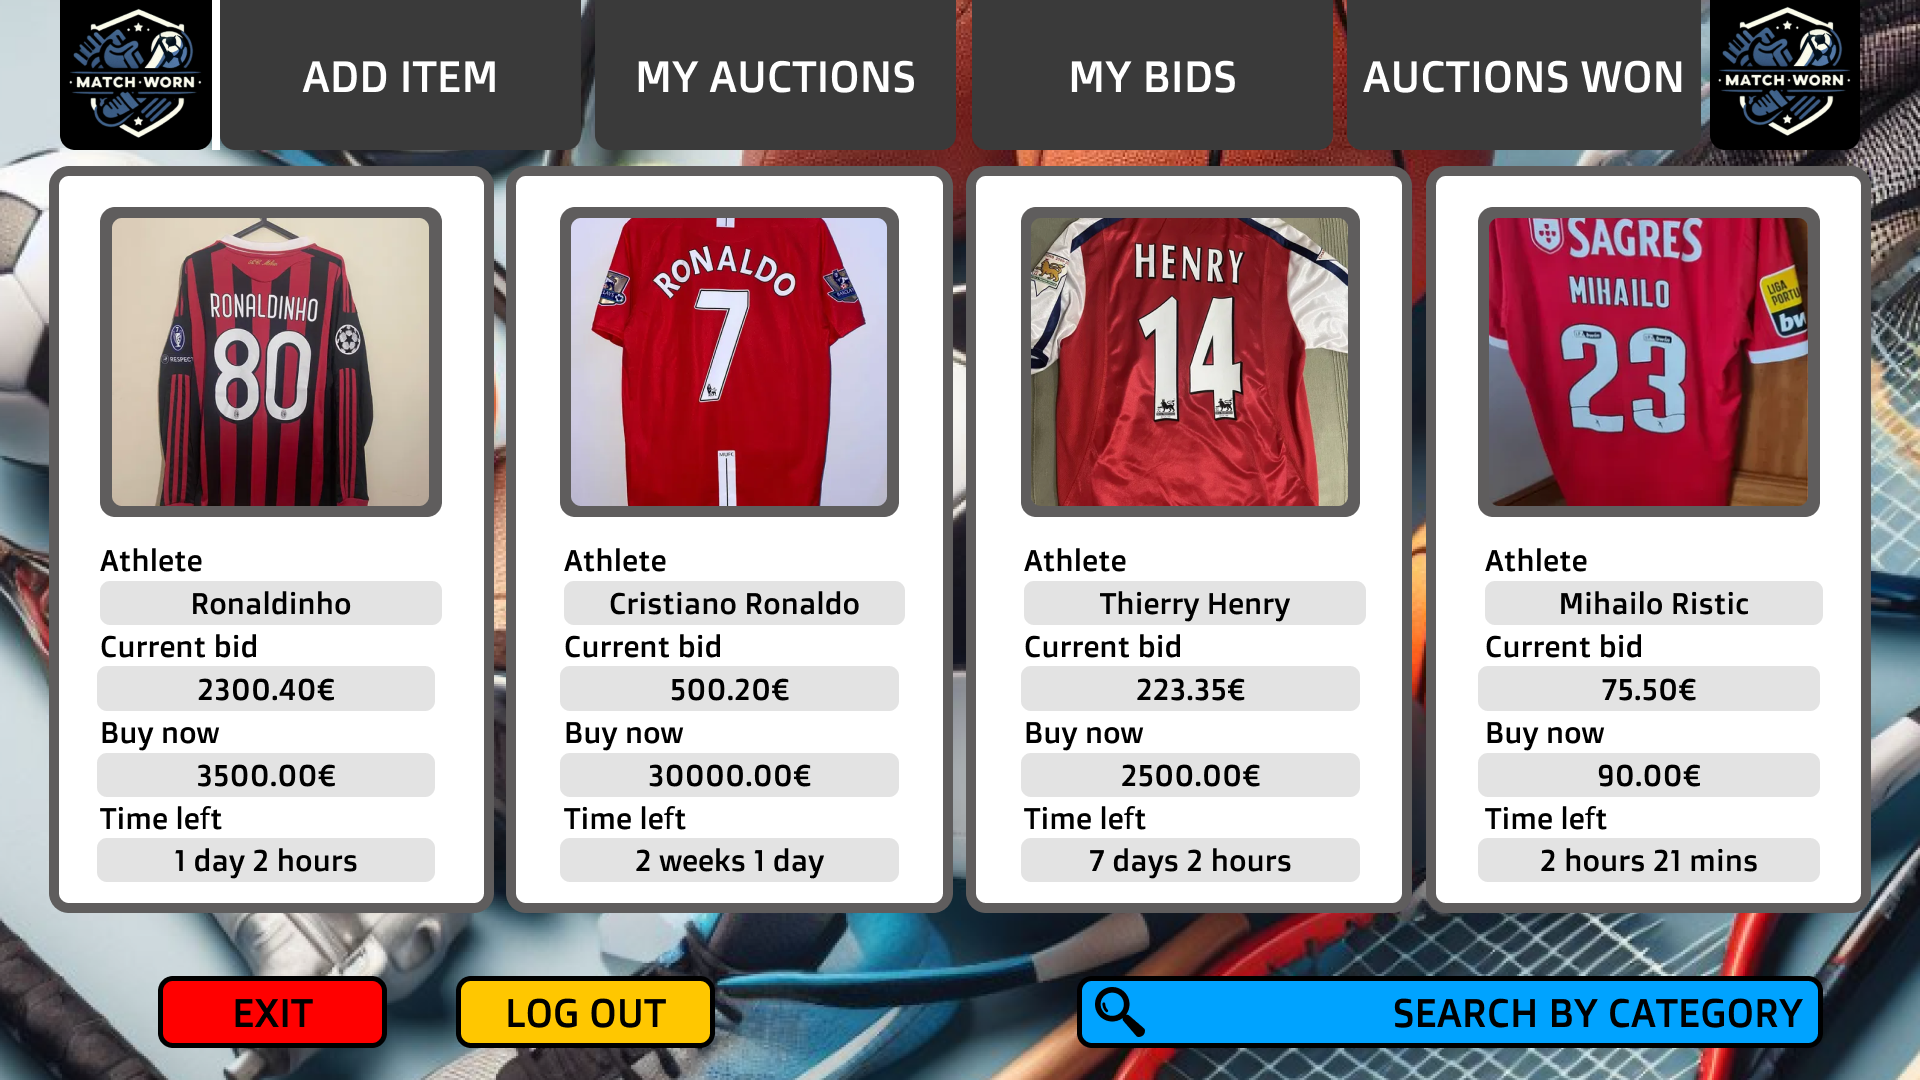 MATCH·WORN
ADD ITEM
MY AUCTIONS
MY BIDS
AUCTIONS WON
MATCH·WORN
RONALDINHO
80
RESPECT
RONALDO
7
MUFC
HENRY
14
SAGRES
MIHAILO
23
LIGA
PORTU
bw
Athlete
Ronaldinho
Current bid
2300.40€
Buy now
3500.00€
Time left
1 day 2 hours
Athlete
Cristiano Ronaldo
Current bid
500.20€
Buy now
30000.00€
Time left
2 weeks 1 day
Athlete
Thierry Henry
Current bid
223.35€
Buy now
2500.00€
Time left
7 days 2 hours
Athlete
Mihailo Ristic
Current bid
75.50€
Buy now
90.00€
Time left
2 hours 21 mins
EXIT
LOG OUT
SEARCH BY CATEGORY